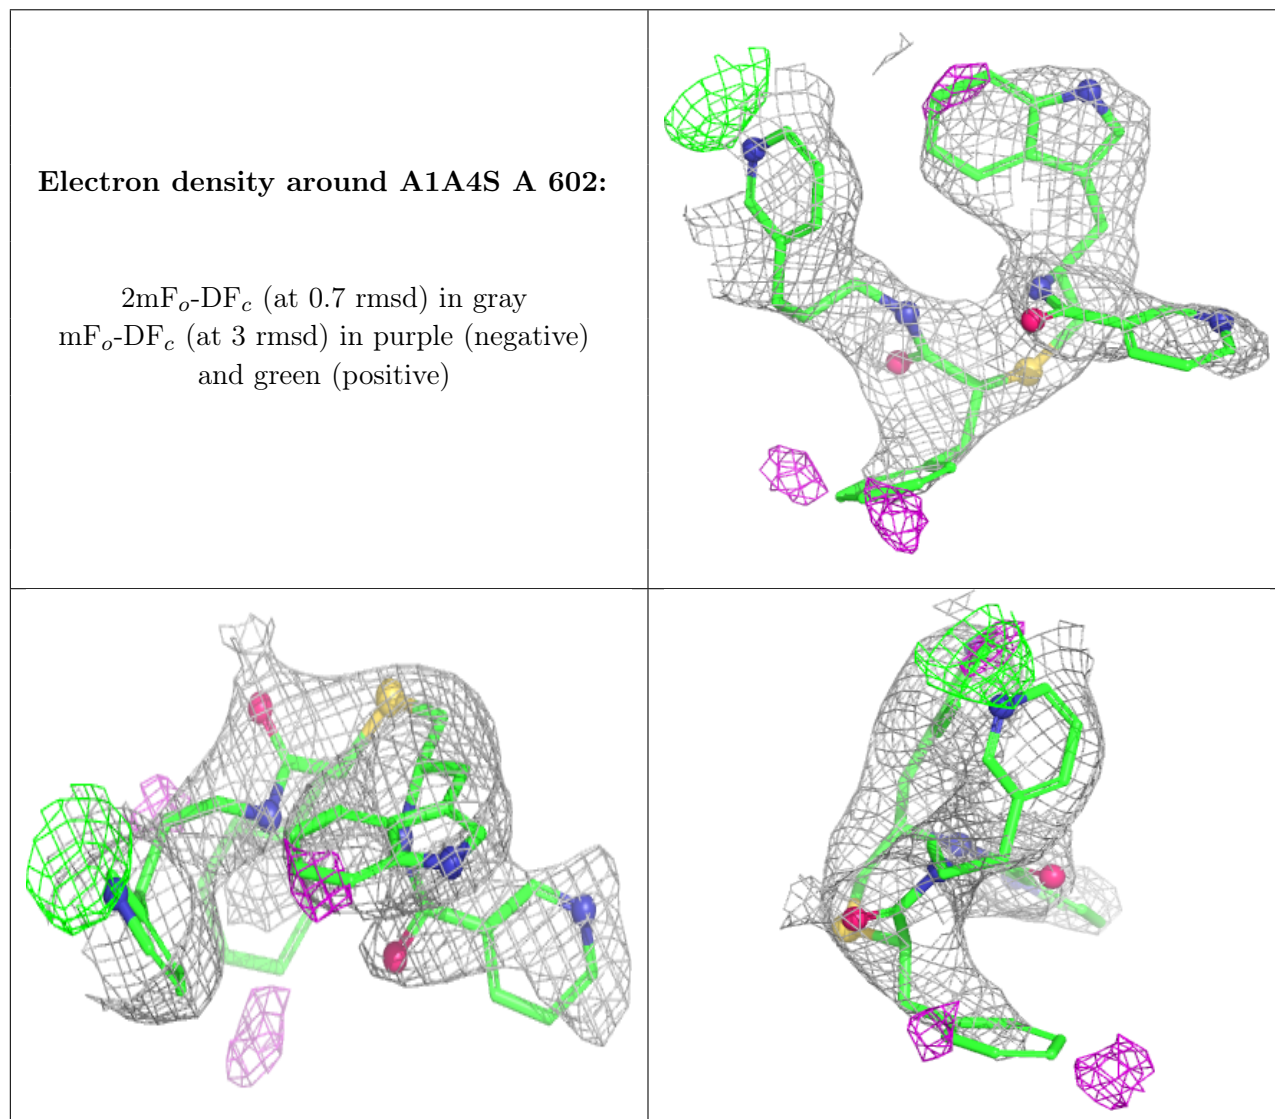 Electron density around A1A4S A 602:
2mFₒ-DF𝒸 (at 0.7 rmsd) in gray
mFₒ-DF𝒸 (at 3 rmsd) in purple (negative)
and green (positive)